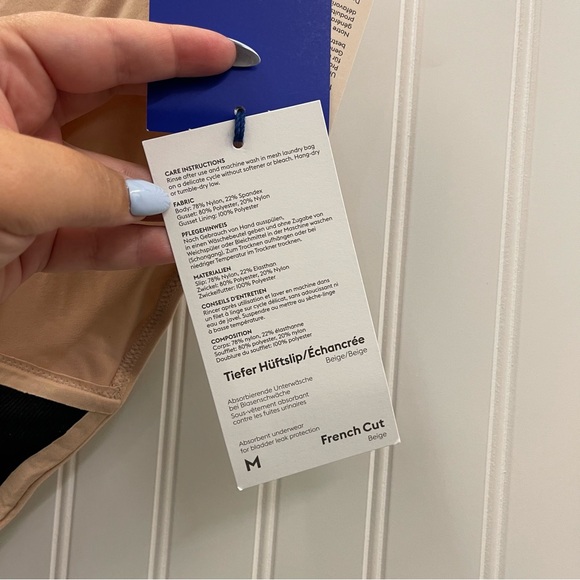 CARE INSTRUCTIONS
Rinse after use and machine wash in mesh laundry bag
on a delicate cycle without softener or bleach. Hang-dry
or tumble-dry low.
FABRIC
Body: 78% Nylon, 22% Spandex
Gusset: 80% Polyester, 20% Nylon
Gusset Lining: 100% Polyester
PFLEGEHINWEIS
Nach Gebrauch von Hand ausspülen,
in einen Wäschebeutel geben und ohne Zugabe von
Weichspüler oder Bleichmittel in der Maschine waschen
(Schongang). Zum Trocknen aufhängen oder bei
niedriger Temperatur im Trockner trocknen.
MATERIALIEN
Slip: 78% Nylon, 22% Elasthan
Zwickel: 80% Polyester, 20% Nylon
Zwickelfutter: 100% Polyester
CONSEILS D'ENTRETIEN
Rincer après utilisation et laver en machine dans
un filet à linge sur cycle délicat, sans adoucissant ni
eau de javel. Suspendre ou mettre au sèche-linge
à basse température.
COMPOSITION
Corps: 78% nylon, 22% élasthanne
Soufflet: 80% polyester, 20% nylon
Doublure du soufflet: 100% polyester
Tiefer Hüftslip/Échancrée
Beige/Beige
Absorbierende Unterwäsche
bei Blasenschwäche
Sous-vêtement absorbant
contre les fuites urinaires
Absorbent underwear
for bladder leak protection
French Cut
Beige
M